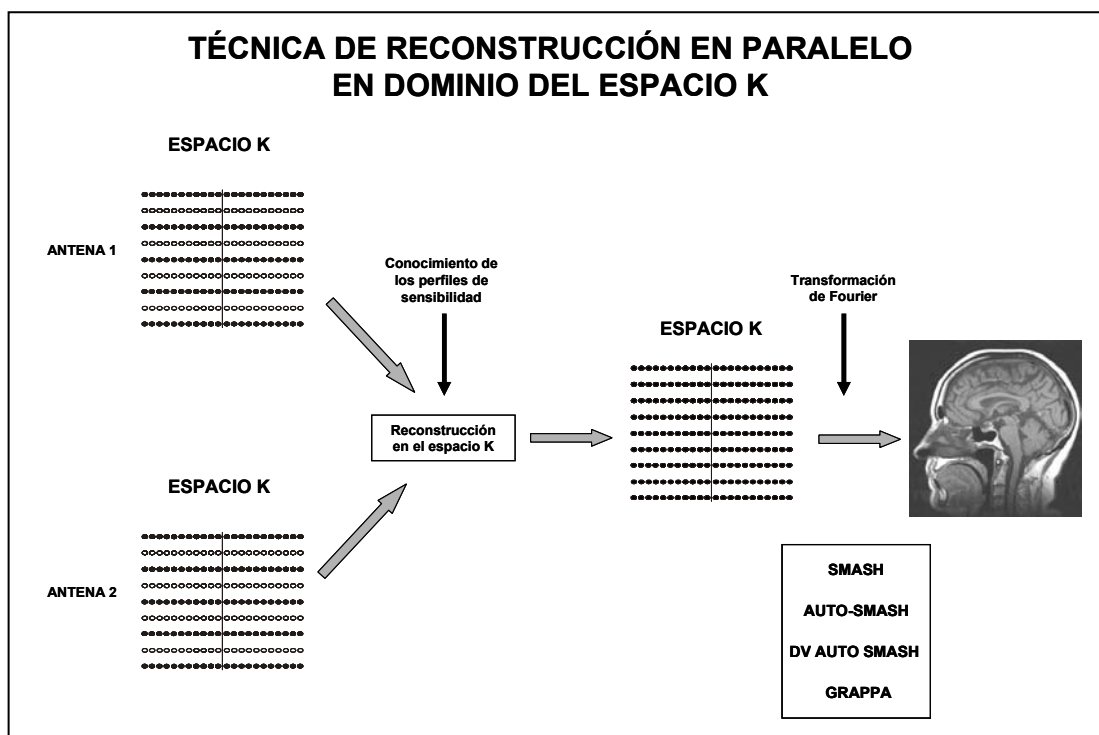 TÉCNICA DE RECONSTRUCCIÓN EN PARALELO
EN DOMINIO DEL ESPACIO K
ESPACIO K
ANTENA 1
Conocimiento de
los perfiles de
sensibilidad
Transformación
de Fourier
ESPACIO K
Reconstrucción
en el espacio K
ESPACIO K
ANTENA 2
SMASH
AUTO-SMASH
DV AUTO SMASH
GRAPPA